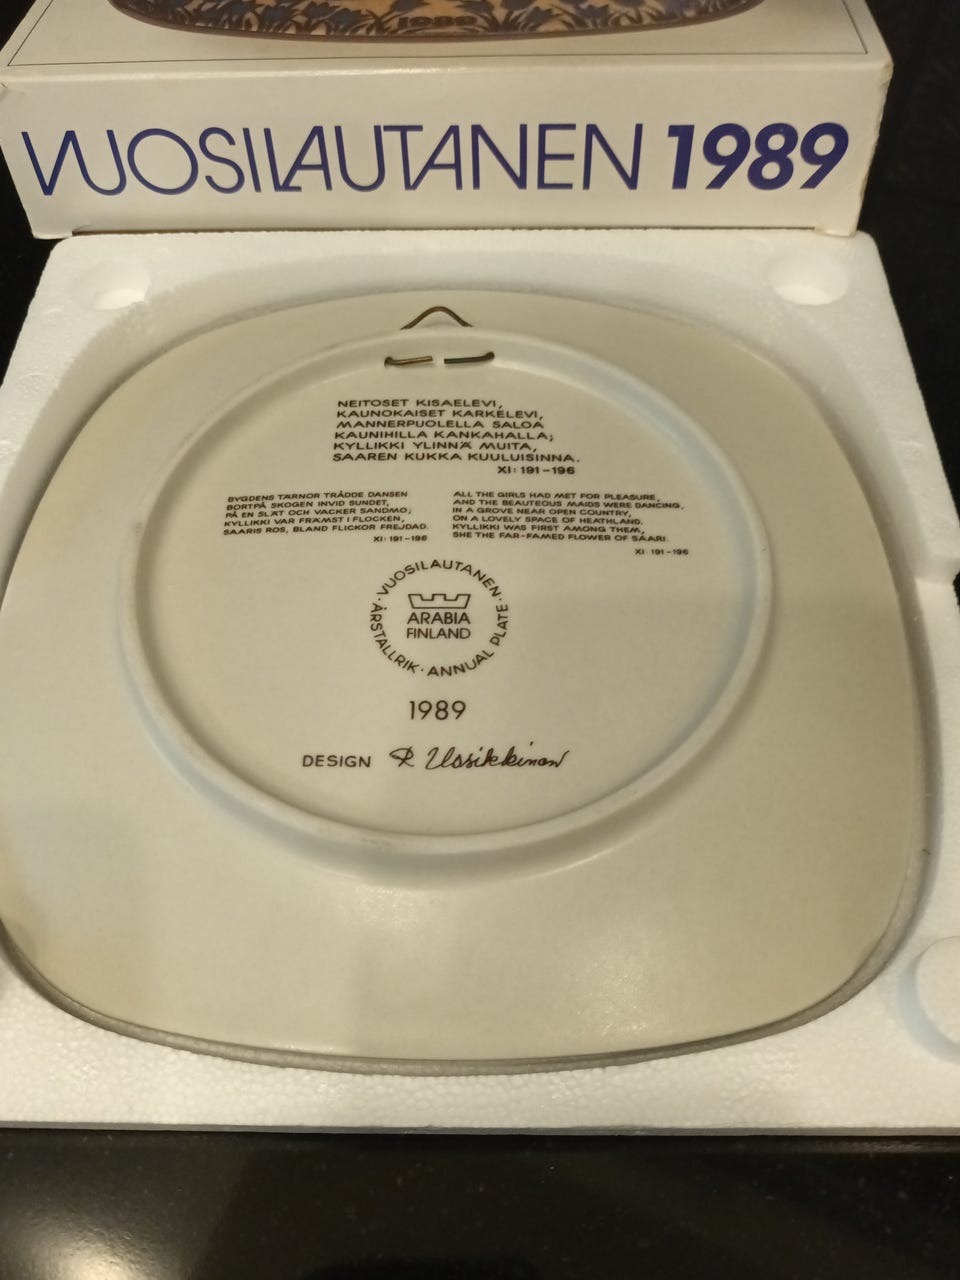 1989
VUOSILAUTANEN 1989
NEITOSET KISAELEVI,
KAUNOKAISET KARKELEVI,
MANNERPUOLELLA SALOA
KAUNIHILLA KANKAHALLA;
KYLLIKKI YLINNÄ MUITA,
SAAREN KUKKA KUULUISINNA.
XI: 191-196
BYGDENS TÄRNOR TRÅDDE DANSEN
BORTPÅ SKOGEN INVID SUNDET,
PÅ EN SLÄT OCH VACKER SANDMO;
KYLLIKKI VAR FRÄMST I FLOCKEN,
SAARIS ROS, BLAND FLICKOR FREJDAD.
XI: 191-196
ALL THE GIRLS HAD MET FOR PLEASURE,
AND THE BEAUTEOUS MAIDS WERE DANCING,
IN A GROVE NEAR OPEN COUNTRY,
ON A LOVELY SPACE OF HEATHLAND.
KYLLIKKI WAS FIRST AMONG THEM,
SHE THE FAR-FAMED FLOWER OF SAARI.
XI: 191-196
· VUOSILAUTANEN · ANNUAL PLATE · ÅRSTALLRIK
ARABIA
FINLAND
1989
DESIGN R Uosikkinen